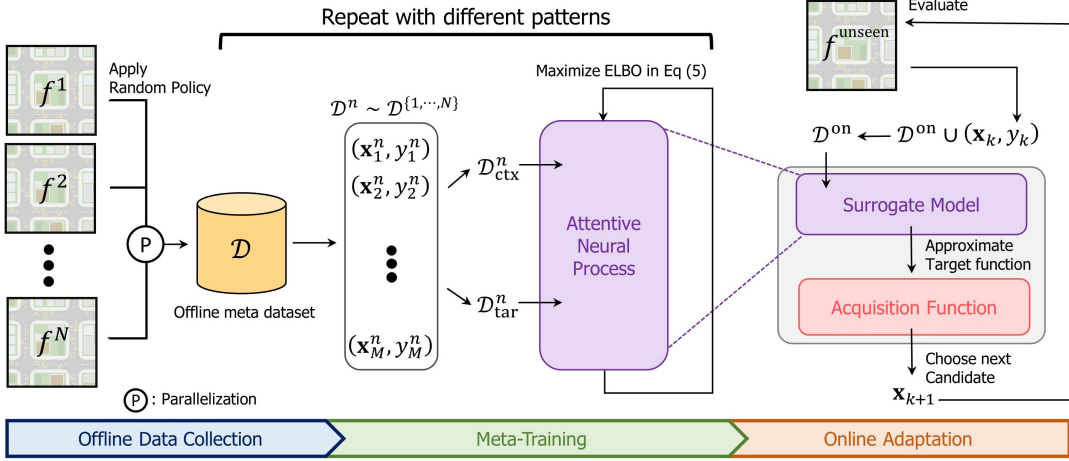 Repeat with different patterns
Evaluate
f^1
Apply
Random Policy
Maximize ELBO in Eq (5)
f^unseen
𝒟^n ~ 𝒟^{1,⋯,N}
(𝐱_1^n, y_1^n)
(𝐱_2^n, y_2^n)
(𝐱_M^n, y_M^n)
f^2
f^N
P
𝒟
Offline meta dataset
𝒟_ctx^n
𝒟_tar^n
Attentive
Neural
Process
𝒟^on ← 𝒟^on ∪ (𝐱_k, y_k)
Surrogate Model
Approximate
Target function
Acquisition Function
Choose next
Candidate
𝐱_{k+1}
P : Parallelization
Offline Data Collection
Meta-Training
Online Adaptation